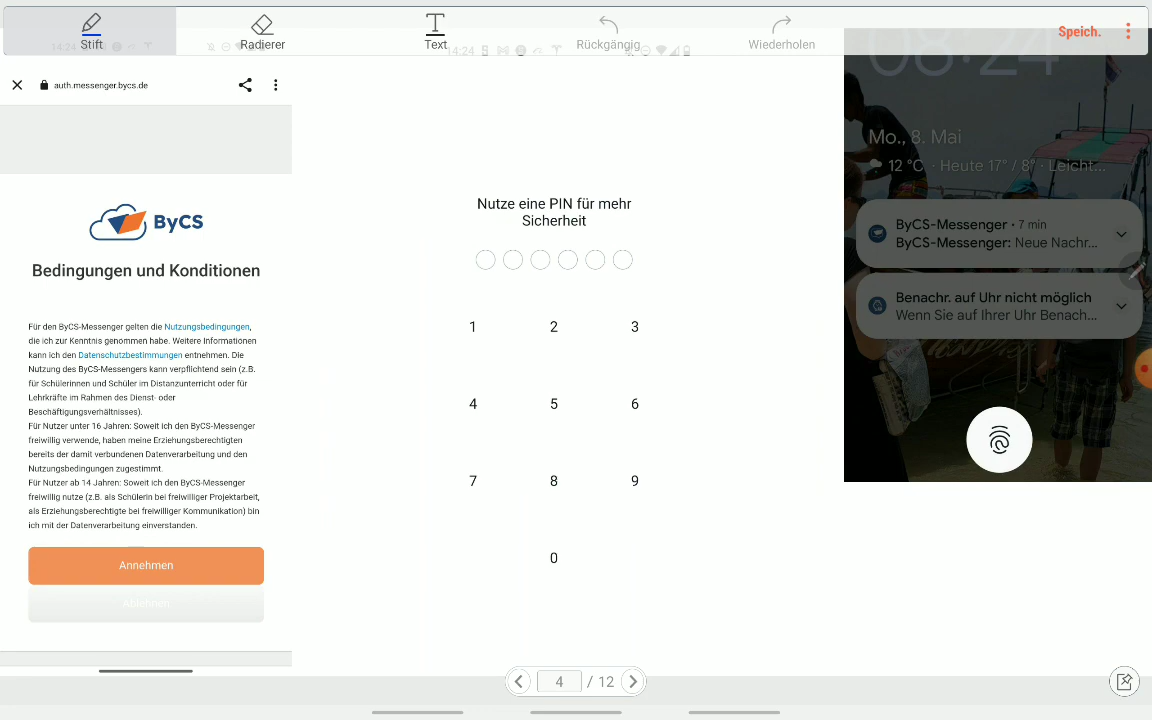 Stift
Radierer
Text
Rückgängig
Wiederholen
Speich.
14:24
14:24
auth.messenger.bycs.de
ByCS
Bedingungen und Konditionen
Für den ByCS-Messenger gelten die Nutzungsbedingungen,
die ich zur Kenntnis genommen habe. Weitere Informationen
kann ich den Datenschutzbestimmungen entnehmen. Die
Nutzung des ByCS-Messengers kann verpflichtend sein (z.B.
für Schülerinnen und Schüler im Distanzunterricht oder für
Lehrkräfte im Rahmen des Dienst- oder
Beschäftigungsverhältnisses).
Für Nutzer unter 16 Jahren: Soweit ich den ByCS-Messenger
freiwillig verwende, haben meine Erziehungsberechtigten
bereits der damit verbundenen Datenverarbeitung und den
Nutzungsbedingungen zugestimmt.
Für Nutzer ab 14 Jahren: Soweit ich den ByCS-Messenger
freiwillig nutze (z.B. als Schülerin bei freiwilliger Projektarbeit,
als Erziehungsberechtigte bei freiwilliger Kommunikation) bin
ich mit der Datenverarbeitung einverstanden.
Annehmen
Ablehnen
Nutze eine PIN für mehr
Sicherheit
1 2 3
4 5 6
7 8 9
0
08:24
Mo., 8. Mai
12 °C · Heute 17° / 8° · Leicht...
ByCS-Messenger · 7 min
ByCS-Messenger: Neue Nachr...
Benachr. auf Uhr nicht möglich
Wenn Sie auf Ihrer Uhr Benach...
4 / 12